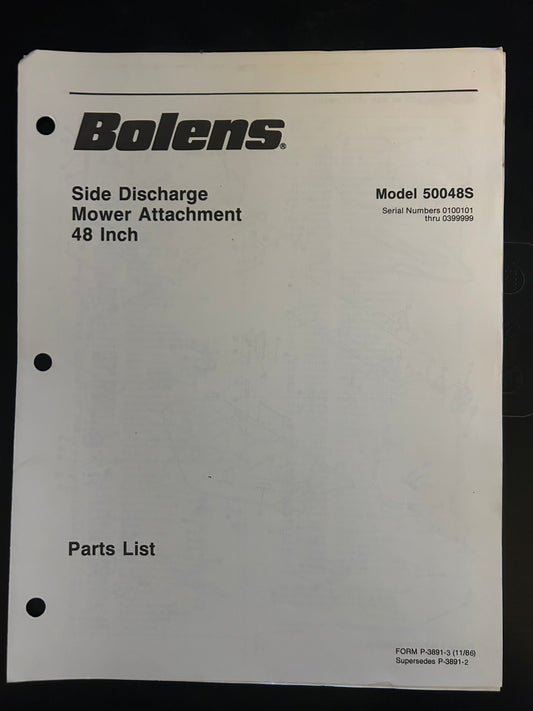 Bolens®
Side Discharge
Mower Attachment
48 Inch
Model 50048S
Serial Numbers 0100101
thru 0399999
Parts List
FORM P-3891-3 (11/86)
Supersedes P-3891-2